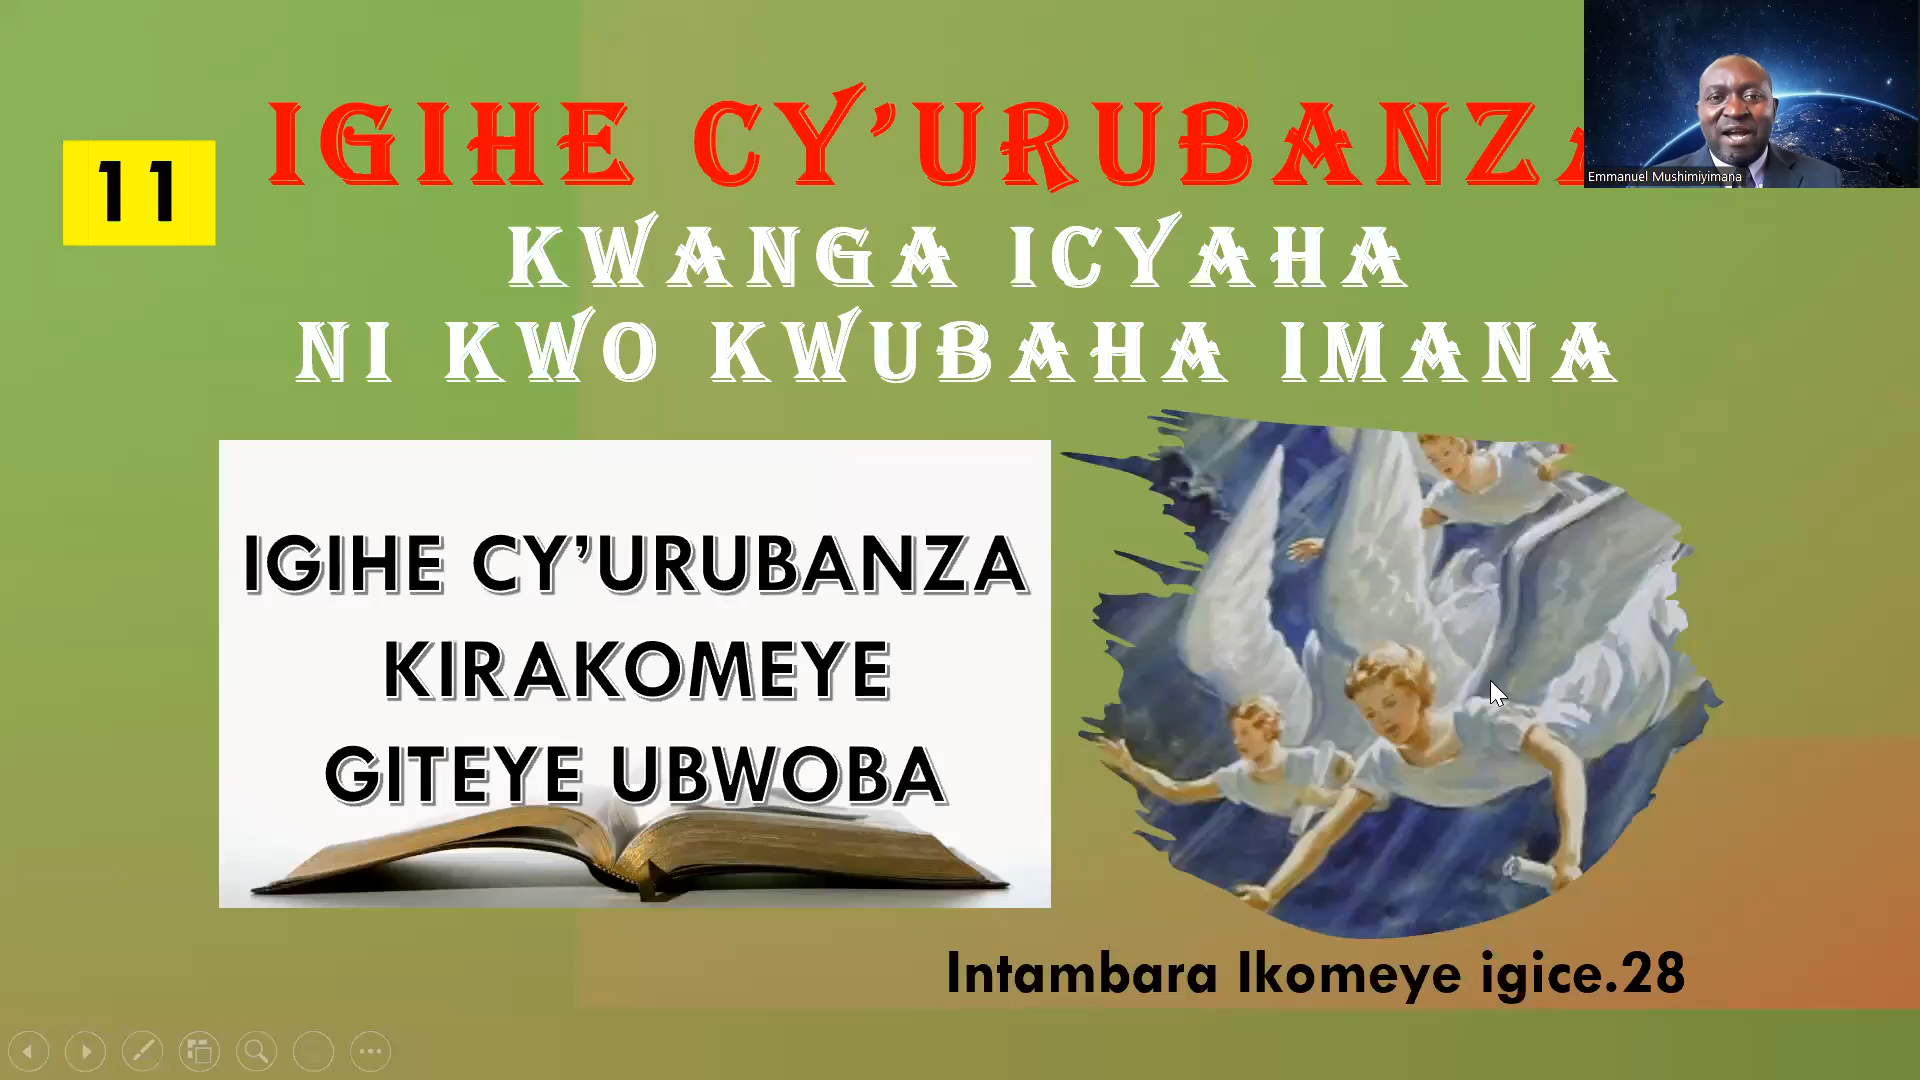 IGIHE CY'URUBANZA
11
KWANGA ICYAHA
NI KWO KWUBAHA IMANA
Emmanuel Mushimiyimana
IGIHE CY'URUBANZA
KIRAKOMEYE
GITEYE UBWOBA
Intambara Ikomeye igice.28